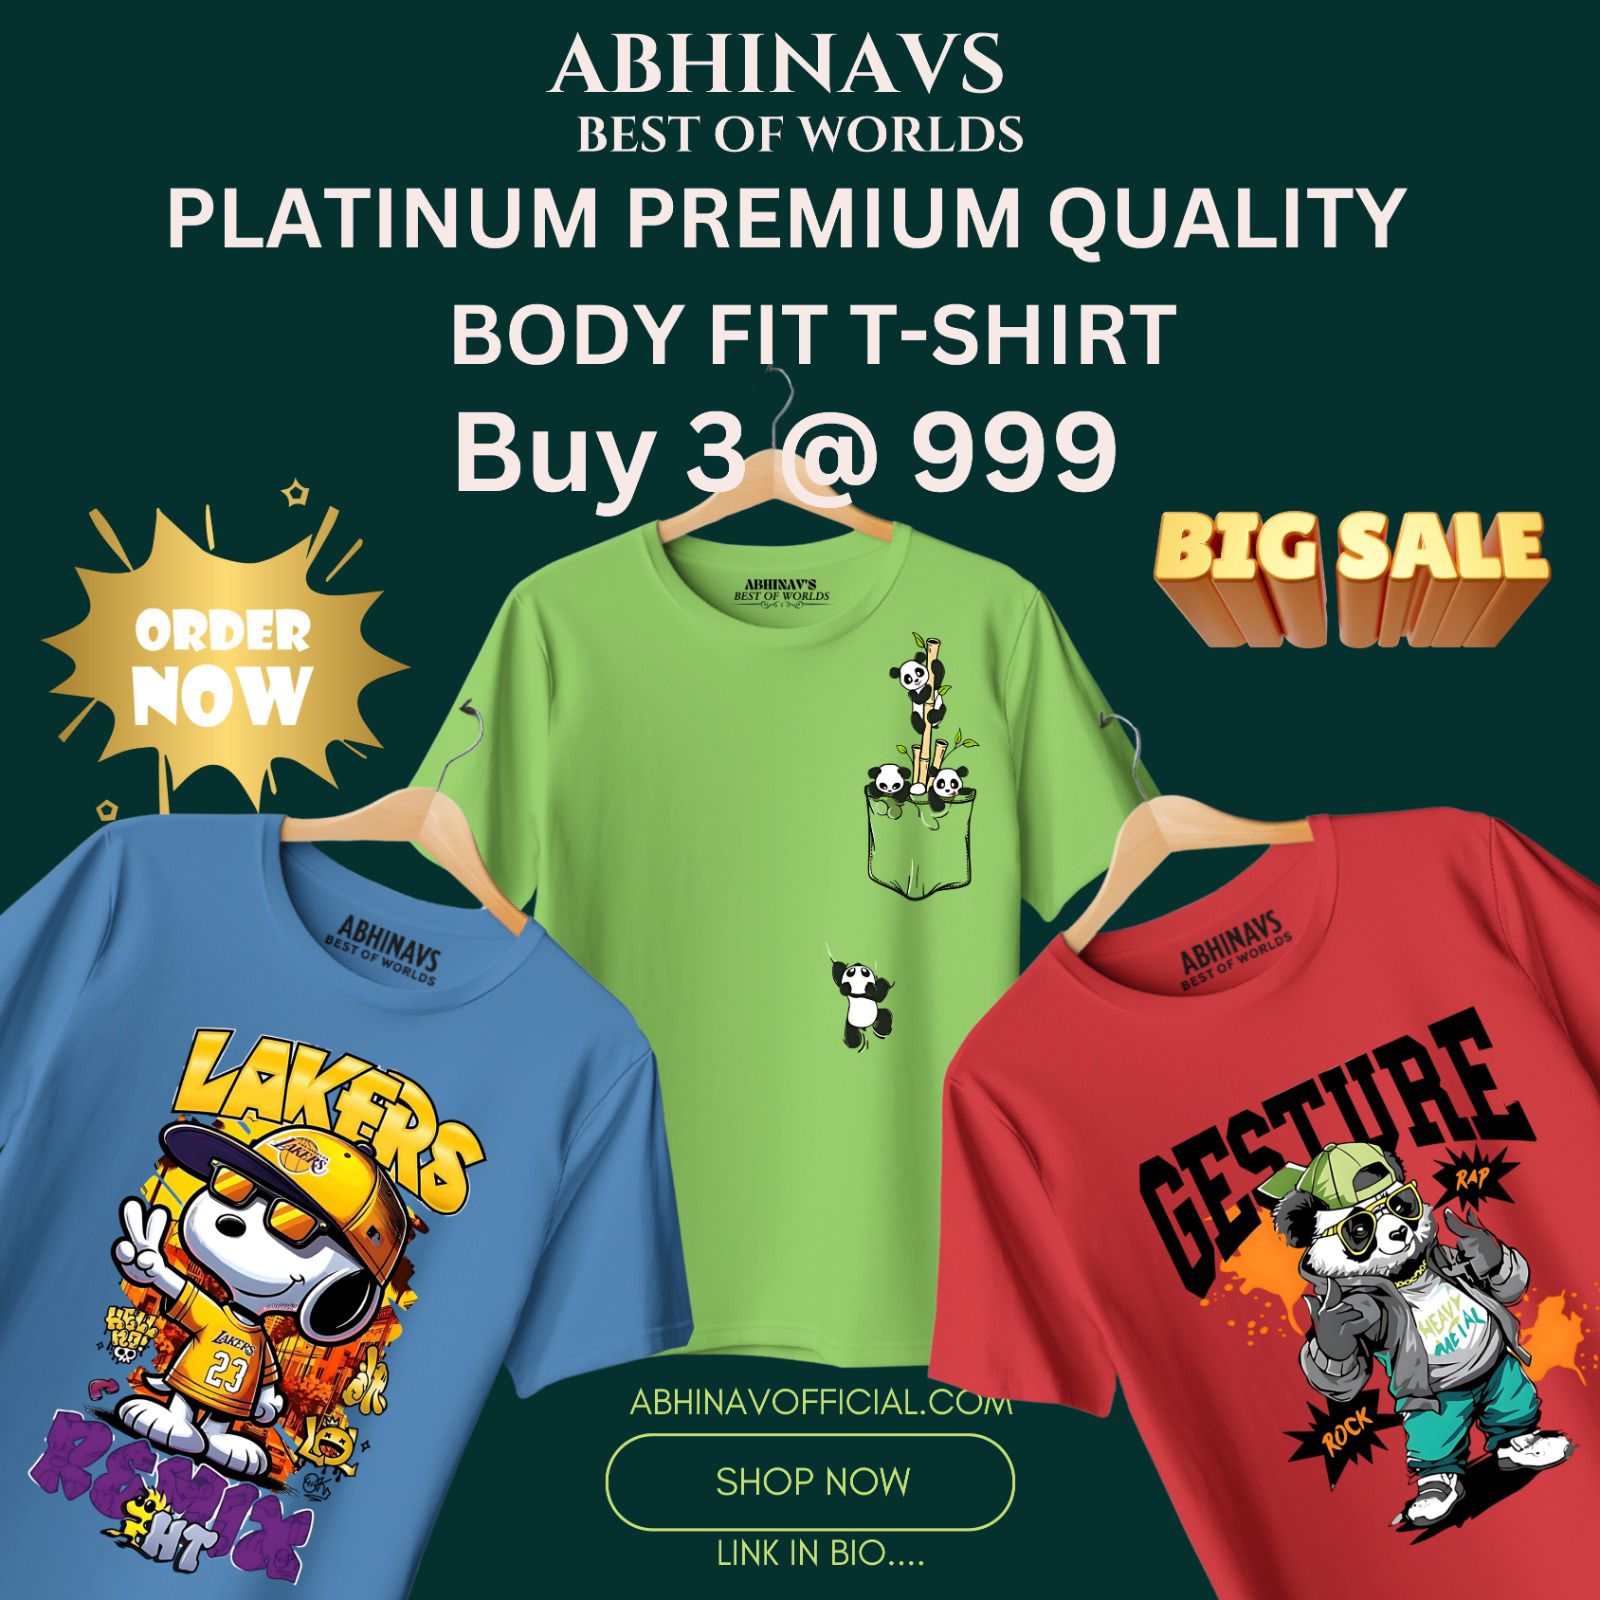 ABHINAVS
BEST OF WORLDS
PLATINUM PREMIUM QUALITY
BODY FIT T-SHIRT
Buy 3 @ 999
ORDER
NOW
BIG SALE
ABHINAV'S
BEST OF WORLDS
ABHINAVS
BEST OF WORLDS
LAKERS
LAKERS
LAKERS
23
REMIX
HT
ABHINAVS
BEST OF WORLDS
GESTURE
RAP
HEAVY
METAL
ROCK
ABHINAVOFFICIAL.COM
SHOP NOW
LINK IN BIO....